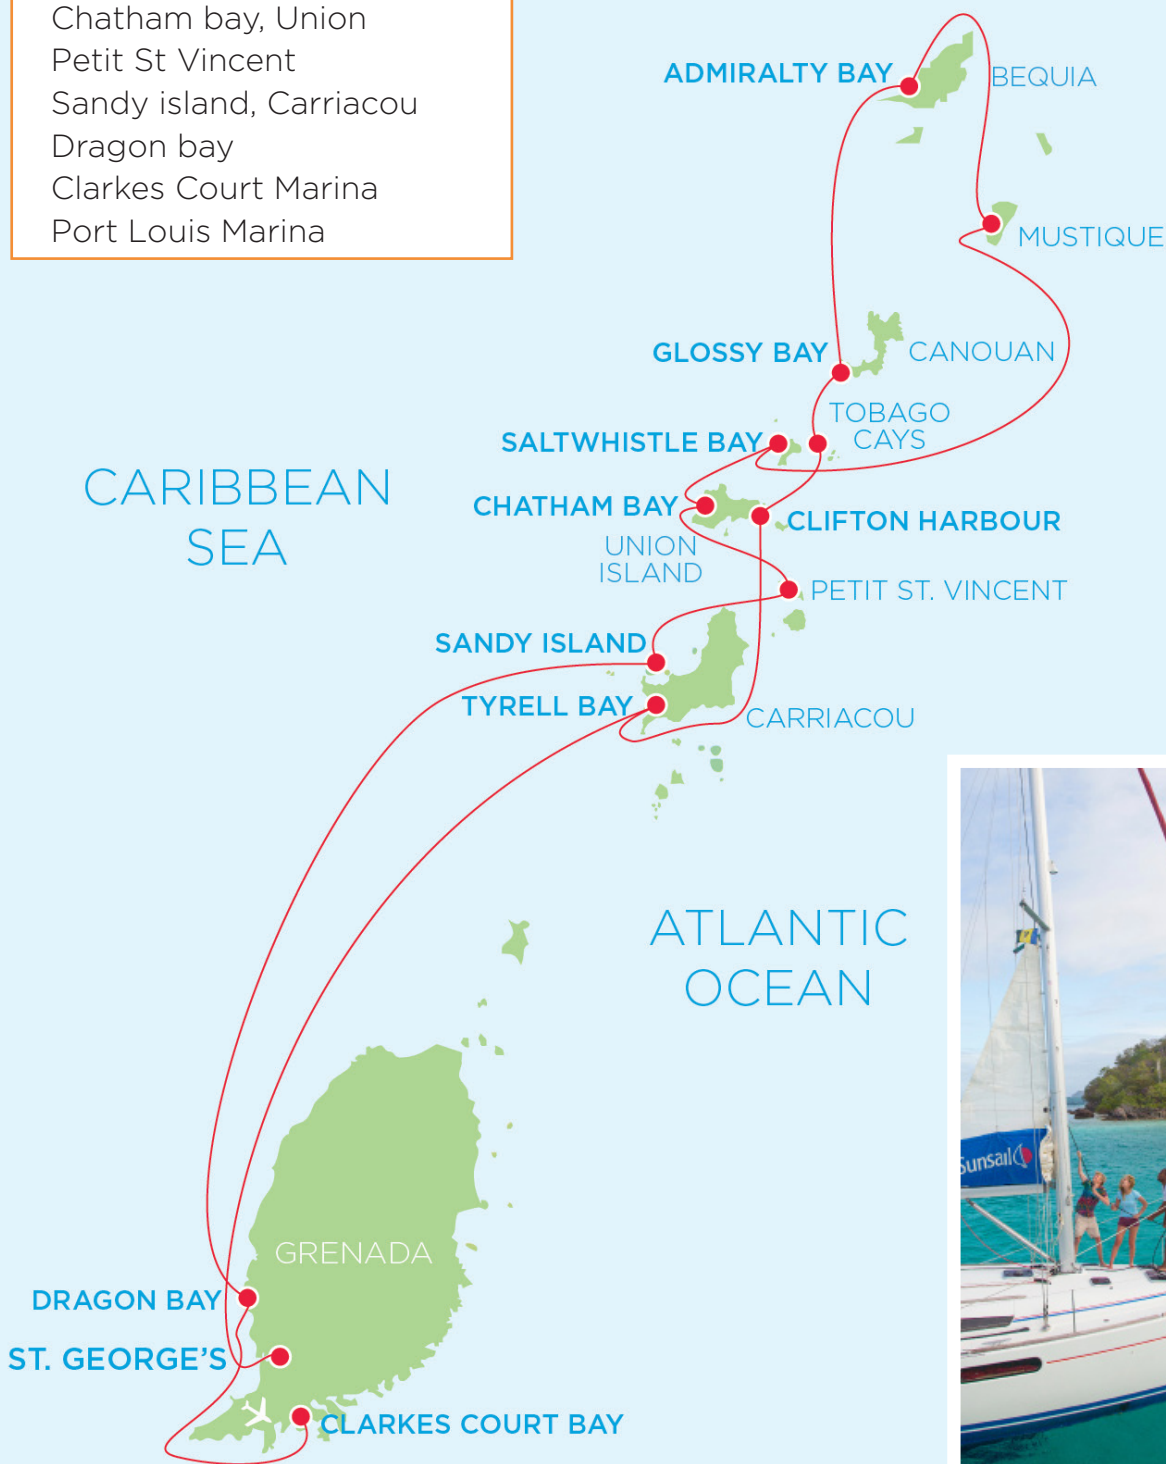 Chatham bay, Union
Petit St Vincent
Sandy island, Carriacou
Dragon bay
Clarkes Court Marina
Port Louis Marina
ADMIRALTY BAY
BEQUIA
MUSTIQUE
GLOSSY BAY
CANOUAN
TOBAGO
CAYS
SALTWHISTLE BAY
CARIBBEAN
SEA
CHATHAM BAY
CLIFTON HARBOUR
UNION
ISLAND
PETIT ST. VINCENT
SANDY ISLAND
TYRELL BAY
CARRIACOU
ATLANTIC
OCEAN
Sunsail
GRENADA
DRAGON BAY
ST. GEORGE'S
CLARKES COURT BAY